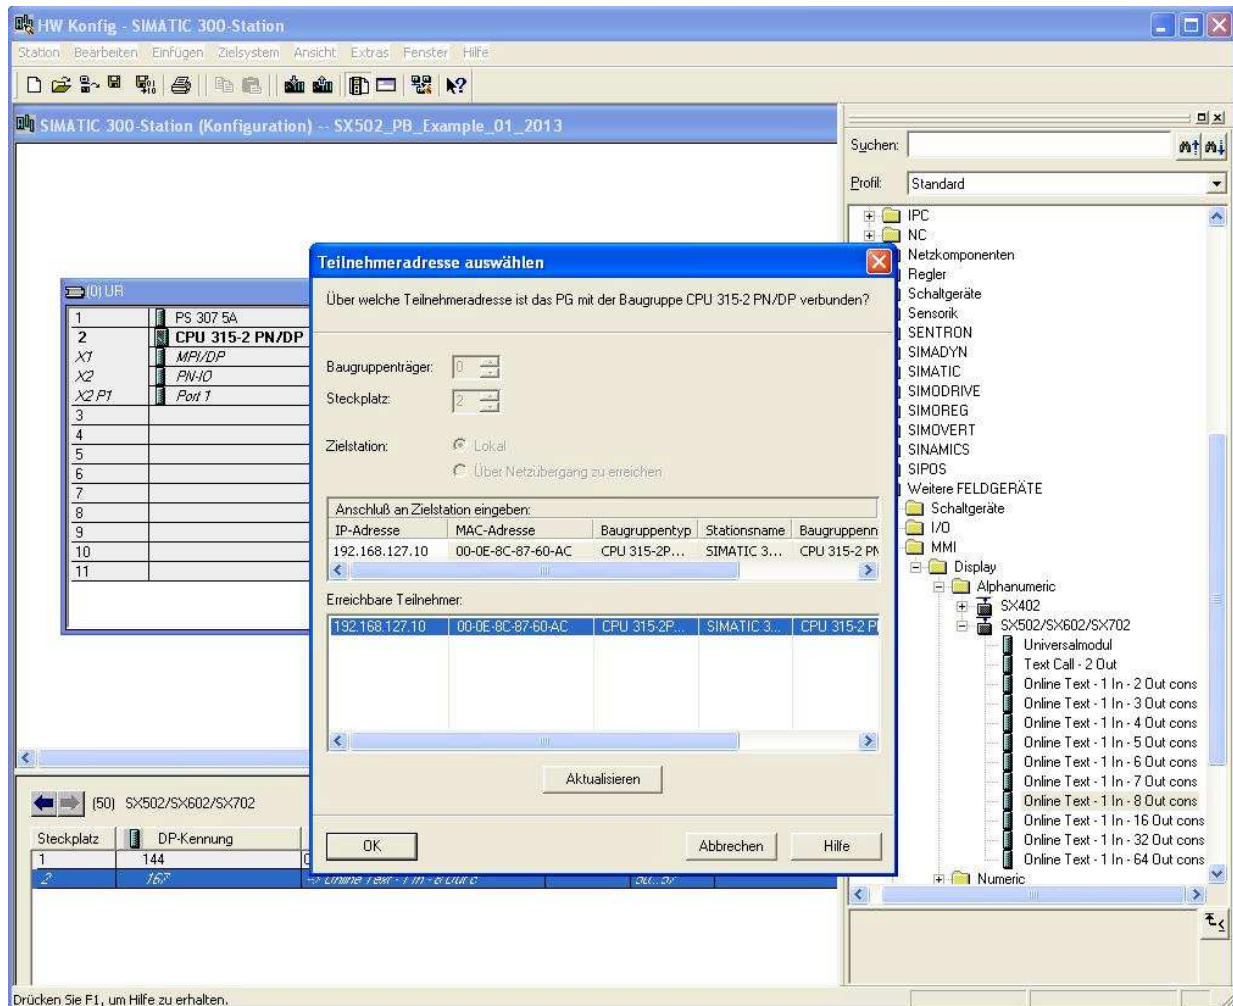 HW Konfig - SIMATIC 300-Station
Station Bearbeiten Einfügen Zielsystem Ansicht Extras Fenster Hilfe
SIMATIC 300-Station (Konfiguration) -- SX502_PB_Example_01_2013
(0) UR
1 PS 307 5A
2 CPU 315-2 PN/DP
X1 MPI/DP
X2 PN-IO
X2 P1 Port 1
3
4
5
6
7
8
9
10
11
Teilnehmeradresse auswählen
Über welche Teilnehmeradresse ist das PG mit der Baugruppe CPU 315-2 PN/DP verbunden?
Baugruppenträger: 0
Steckplatz: 2
Zielstation: Lokal
Über Netzübergang zu erreichen
Anschluß an Zielstation eingeben:
IP-Adresse MAC-Adresse Baugruppentyp Stationsname Baugruppenn
192.168.127.10 00-0E-8C-87-60-AC CPU 315-2P... SIMATIC 3... CPU 315-2 PN
Erreichbare Teilnehmer:
192.168.127.10 00-0E-8C-87-60-AC CPU 315-2P... SIMATIC 3... CPU 315-2 P
Aktualisieren
OK Abbrechen Hilfe
Suchen:
Profil: Standard
IPC
NC
Netzkomponenten
Regler
Schaltgeräte
Sensorik
SENTRON
SIMADYN
SIMATIC
SIMODRIVE
SIMOREG
SIMOVERT
SINAMICS
SIPOS
Weitere FELDGERÄTE
Schaltgeräte
I/O
MMI
Display
Alphanumeric
SX402
SX502/SX602/SX702
Universalmodul
Text Call - 2 Out
Online Text - 1 In - 2 Out cons
Online Text - 1 In - 3 Out cons
Online Text - 1 In - 4 Out cons
Online Text - 1 In - 5 Out cons
Online Text - 1 In - 6 Out cons
Online Text - 1 In - 7 Out cons
Online Text - 1 In - 8 Out cons
Online Text - 1 In - 16 Out cons
Online Text - 1 In - 32 Out cons
Online Text - 1 In - 64 Out cons
Numeric
(50) SX502/SX602/SX702
Steckplatz DP-Kennung
1 144
2 167 --> Online Text - 1 In - 8 Out c 50..57
Drücken Sie F1, um Hilfe zu erhalten.